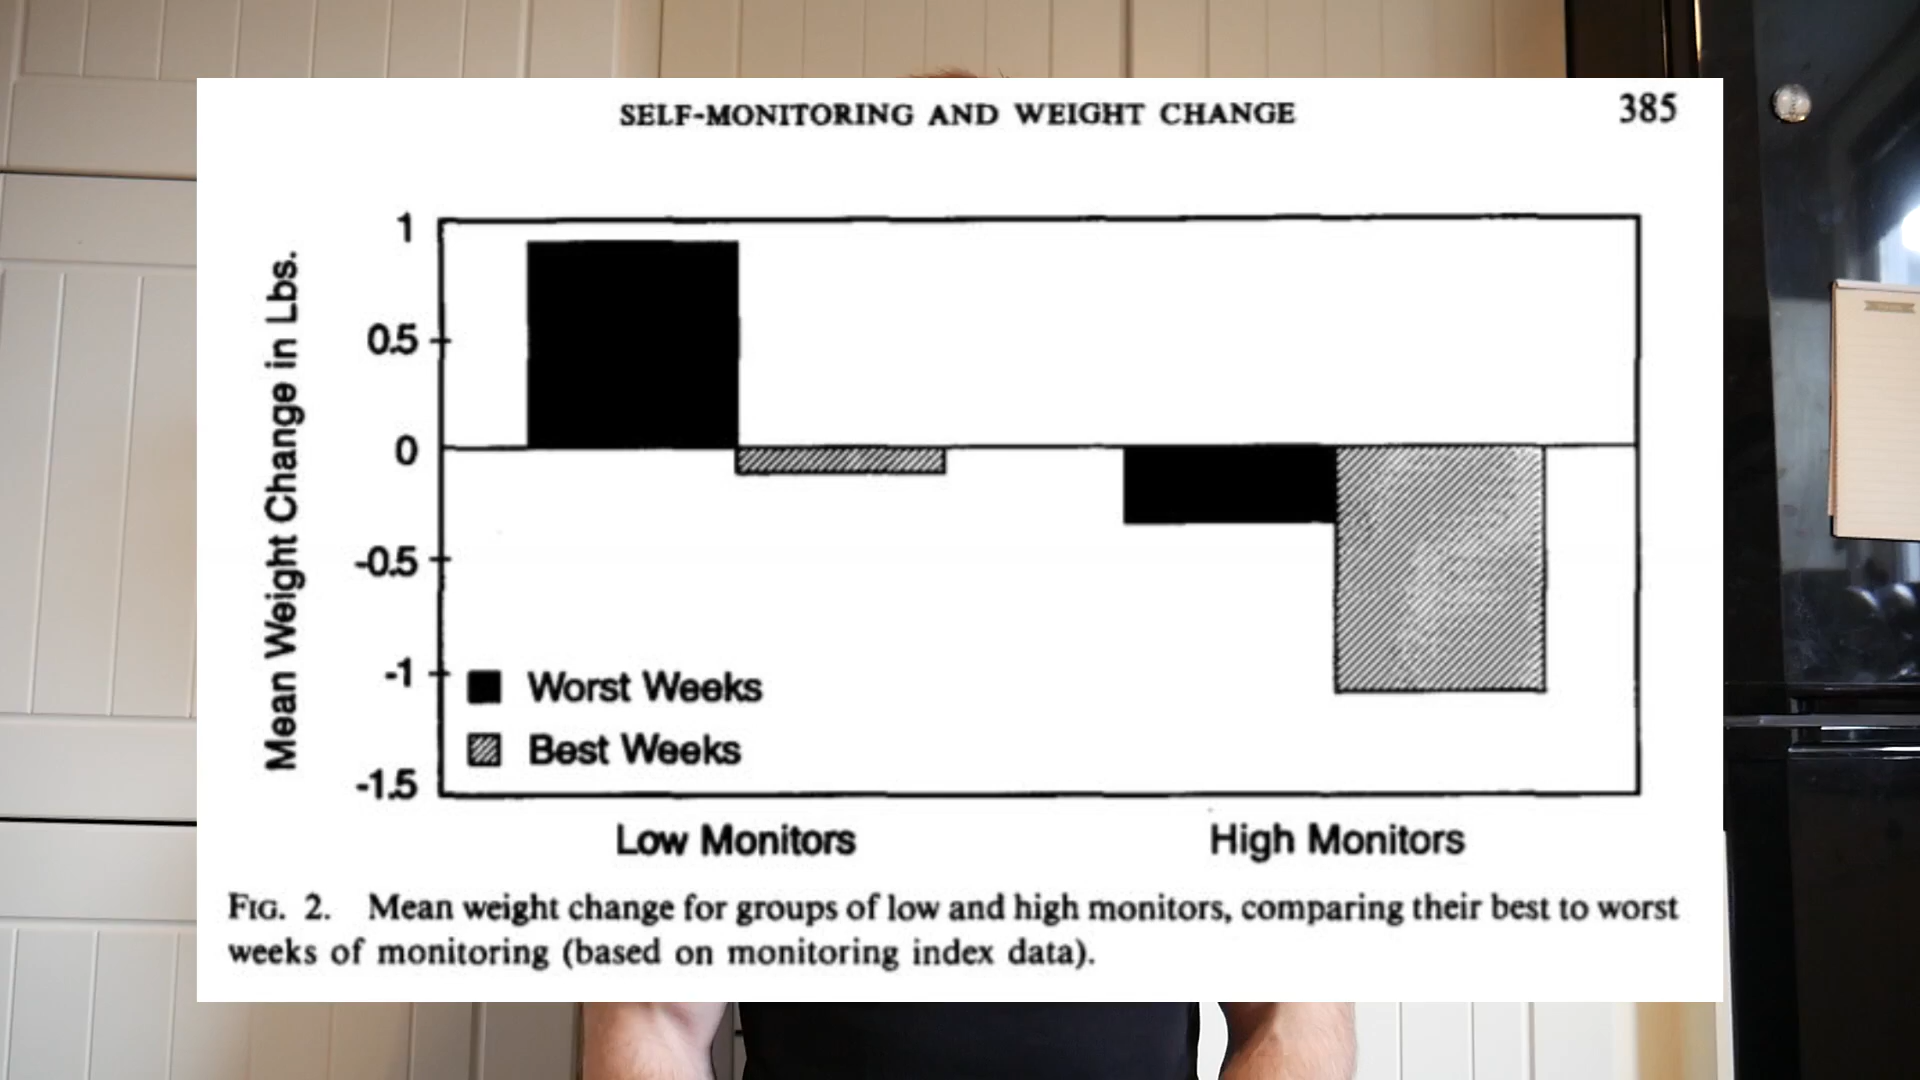 SELF-MONITORING AND WEIGHT CHANGE 385
Mean Weight Change in Lbs.
1
0.5
0
-0.5
-1
-1.5
Worst Weeks
Best Weeks
Low Monitors High Monitors
FIG. 2. Mean weight change for groups of low and high monitors, comparing their best to worst
weeks of monitoring (based on monitoring index data).